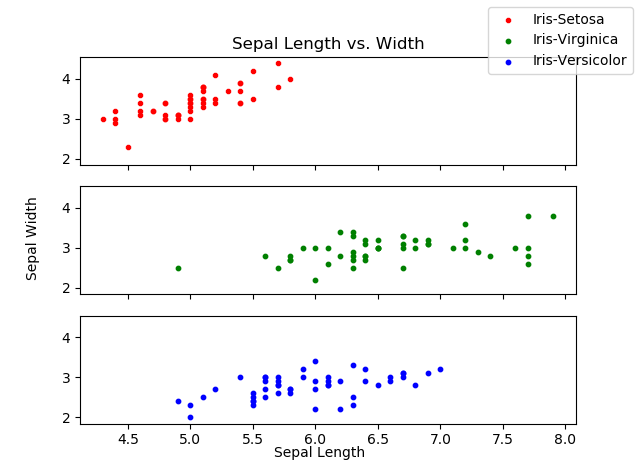 Iris-Setosa
Iris-Virginica
Iris-Versicolor
Sepal Length vs. Width
4
3
2
4
3
2
4
3
2
Sepal Width
4.5 5.0 5.5 6.0 6.5 7.0 7.5 8.0
Sepal Length